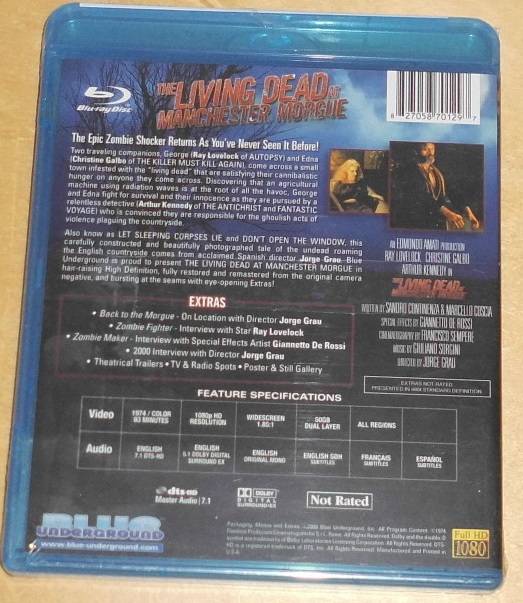 Blu-ray Disc
THE LIVING DEAD AT
MANCHESTER MORGUE
8 27058 70129 7
The Epic Zombie Shocker Returns As You've Never Seen It Before!
Two traveling companions, George (Ray Lovelock of AUTOPSY) and Edna
(Christine Galbo of THE KILLER MUST KILL AGAIN), come across a small
town infested with the "living dead" that are satisfying their cannibalistic
hunger on anyone they come across. Discovering that an agricultural
machine using radiation waves is at the root of all the havoc, George
and Edna fight for survival and their innocence as they are pursued by a
relentless detective (Arthur Kennedy of THE ANTICHRIST and FANTASTIC
VOYAGE) who is convinced they are responsible for the ghoulish acts of
violence plaguing the countryside.
Also know as LET SLEEPING CORPSES LIE and DON'T OPEN THE WINDOW, this
carefully constructed and beautifully photographed tale of the undead roaming
the English countryside comes from acclaimed Spanish director Jorge Grau. Blue
Underground is proud to present THE LIVING DEAD AT MANCHESTER MORGUE in
hair-raising High Definition, fully restored and remastered from the original camera
negative, and bursting at the seams with eye-opening Extras!
AN EDMONDO AMATI PRODUCTION
RAY LOVELOCK, CHRISTINE GALBO
ARTHUR KENNEDY IN
THE LIVING DEAD AT
MANCHESTER MORGUE
WRITTEN BY SANDRO CONTINENZA & MARCELLO COSCIA
SPECIAL EFFECTS BY GIANNETTO DE ROSSI
CINEMATOGRAPHY BY FRANCISCO SEMPERE
MUSIC BY GIULIANO SORGINI
DIRECTED BY JORGE GRAU
EXTRAS
• Back to the Morgue - On Location with Director Jorge Grau
• Zombie Fighter - Interview with Star Ray Lovelock
• Zombie Maker - Interview with Special Effects Artist Giannetto De Rossi
• 2000 Interview with Director Jorge Grau
• Theatrical Trailers • TV & Radio Spots • Poster & Still Gallery
EXTRAS NOT RATED
PRESENTED IN 480i STANDARD DEFINITION
FEATURE SPECIFICATIONS
Video
1974 / COLOR
93 MINUTES
1080p HD
RESOLUTION
WIDESCREEN
1.85:1
50GB
DUAL LAYER
ALL REGIONS
Audio
ENGLISH
7.1 DTS-HD
ENGLISH
5.1 DOLBY DIGITAL
SURROUND EX
ENGLISH
ORIGINAL MONO
ENGLISH SDH
SUBTITLES
FRANÇAIS
SUBTITLES
ESPAÑOL
SUBTITLES
dts-HD
Master Audio | 7.1
DOLBY
DIGITAL
SURROUND·EX
Not Rated
BLUE
UNDERGROUND
www.blue-underground.com
Full HD
1080